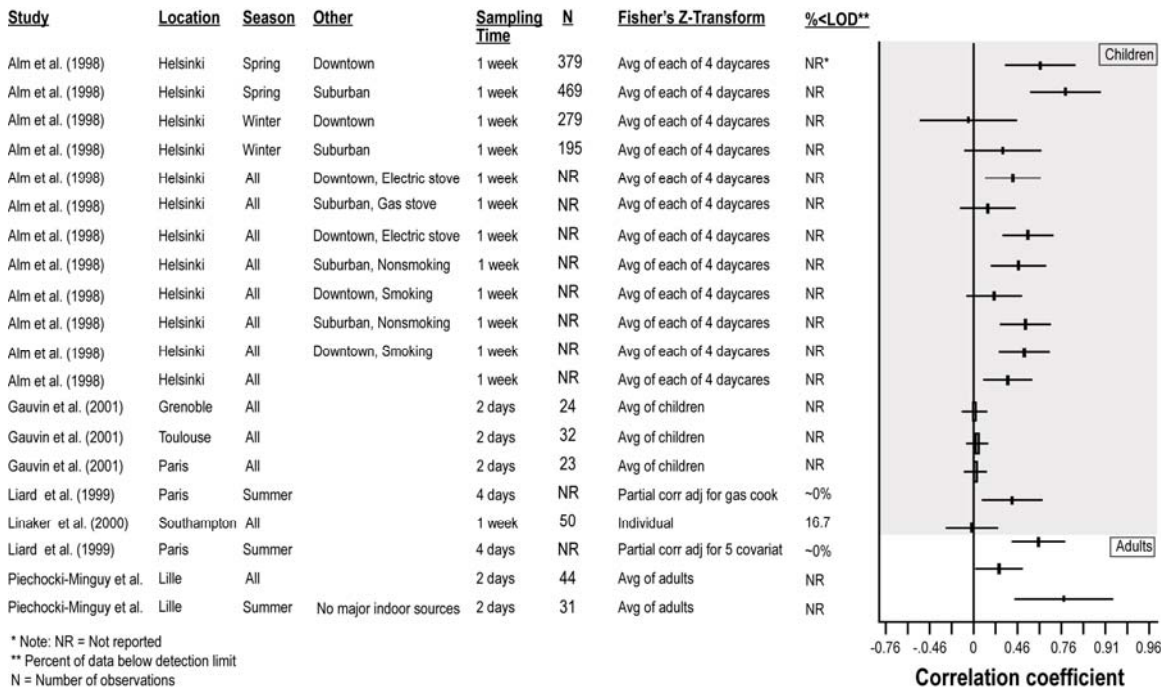 Study Location Season Other Sampling Time N Fisher's Z-Transform %<LOD**
Children
Alm et al. (1998) Helsinki Spring Downtown 1 week 379 Avg of each of 4 daycares NR*
Alm et al. (1998) Helsinki Spring Suburban 1 week 469 Avg of each of 4 daycares NR
Alm et al. (1998) Helsinki Winter Downtown 1 week 279 Avg of each of 4 daycares NR
Alm et al. (1998) Helsinki Winter Suburban 1 week 195 Avg of each of 4 daycares NR
Alm et al. (1998) Helsinki All Downtown, Electric stove 1 week NR Avg of each of 4 daycares NR
Alm et al. (1998) Helsinki All Suburban, Gas stove 1 week NR Avg of each of 4 daycares NR
Alm et al. (1998) Helsinki All Downtown, Electric stove 1 week NR Avg of each of 4 daycares NR
Alm et al. (1998) Helsinki All Suburban, Nonsmoking 1 week NR Avg of each of 4 daycares NR
Alm et al. (1998) Helsinki All Downtown, Smoking 1 week NR Avg of each of 4 daycares NR
Alm et al. (1998) Helsinki All Suburban, Nonsmoking 1 week NR Avg of each of 4 daycares NR
Alm et al. (1998) Helsinki All Downtown, Smoking 1 week NR Avg of each of 4 daycares NR
Alm et al. (1998) Helsinki All 1 week NR Avg of each of 4 daycares NR
Gauvin et al. (2001) Grenoble All 2 days 24 Avg of children NR
Gauvin et al. (2001) Toulouse All 2 days 32 Avg of children NR
Gauvin et al. (2001) Paris All 2 days 23 Avg of children NR
Liard et al. (1999) Paris Summer 4 days NR Partial corr adj for gas cook ~0%
Linaker et al. (2000) Southampton All 1 week 50 Individual 16.7
Liard et al. (1999) Paris Summer 4 days NR Partial corr adj for 5 covariat ~0%
Adults
Piechocki-Minguy et al. Lille All 2 days 44 Avg of adults NR
Piechocki-Minguy et al. Lille Summer No major indoor sources 2 days 31 Avg of adults NR
* Note: NR = Not reported
** Percent of data below detection limit
N = Number of observations
-0.76 -0.46 0 0.46 0.76 0.91 0.96
Correlation coefficient